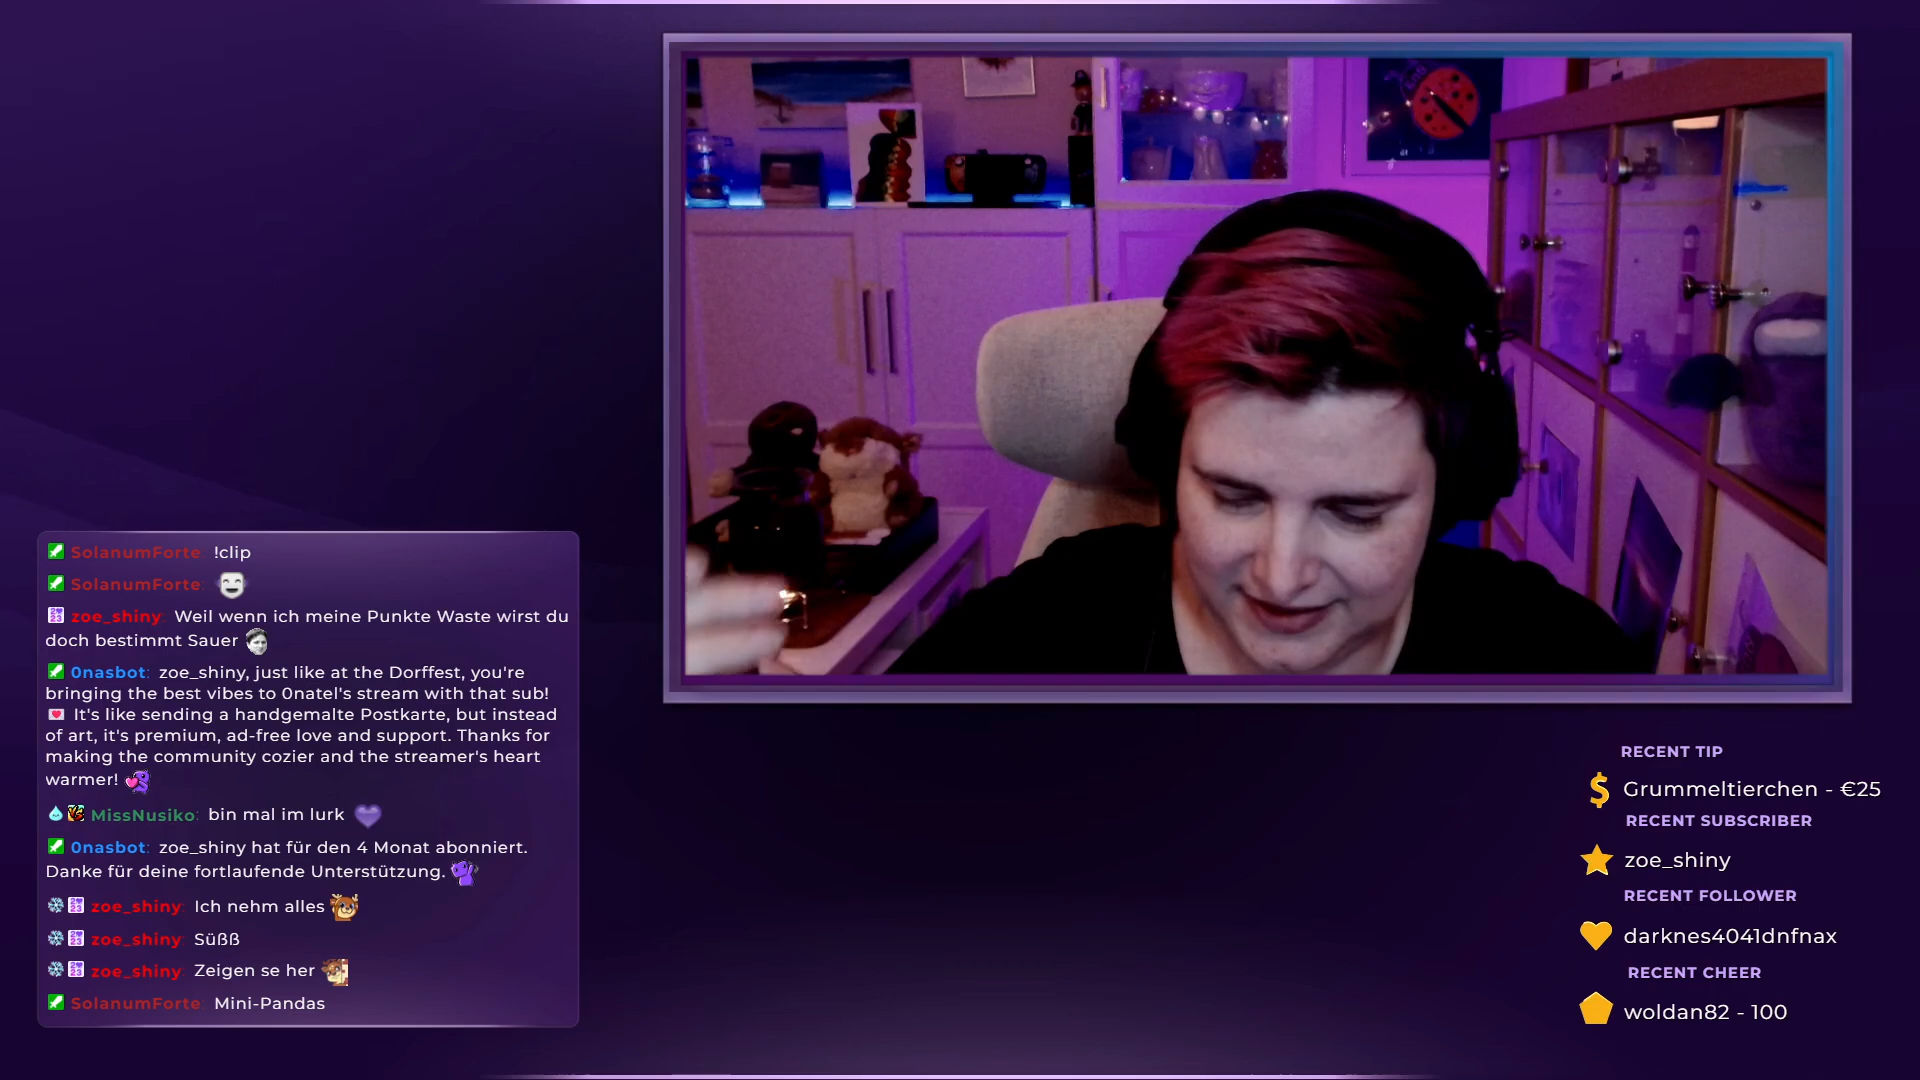 SolanumForte: !clip
SolanumForte:
zoe_shiny: Weil wenn ich meine Punkte Waste wirst du
doch bestimmt Sauer
0nasbot: zoe_shiny, just like at the Dorffest, you're
bringing the best vibes to 0natel's stream with that sub!
It's like sending a handgemalte Postkarte, but instead
of art, it's premium, ad-free love and support. Thanks for
making the community cozier and the streamer's heart
warmer!
MissNusiko: bin mal im lurk
0nasbot: zoe_shiny hat für den 4 Monat abonniert.
Danke für deine fortlaufende Unterstützung.
zoe_shiny: Ich nehm alles
zoe_shiny: Süßß
zoe_shiny: Zeigen se her
SolanumForte: Mini-Pandas
RECENT TIP
Grummeltierchen - €25
RECENT SUBSCRIBER
zoe_shiny
RECENT FOLLOWER
darknes4041dnfnax
RECENT CHEER
woldan82 - 100